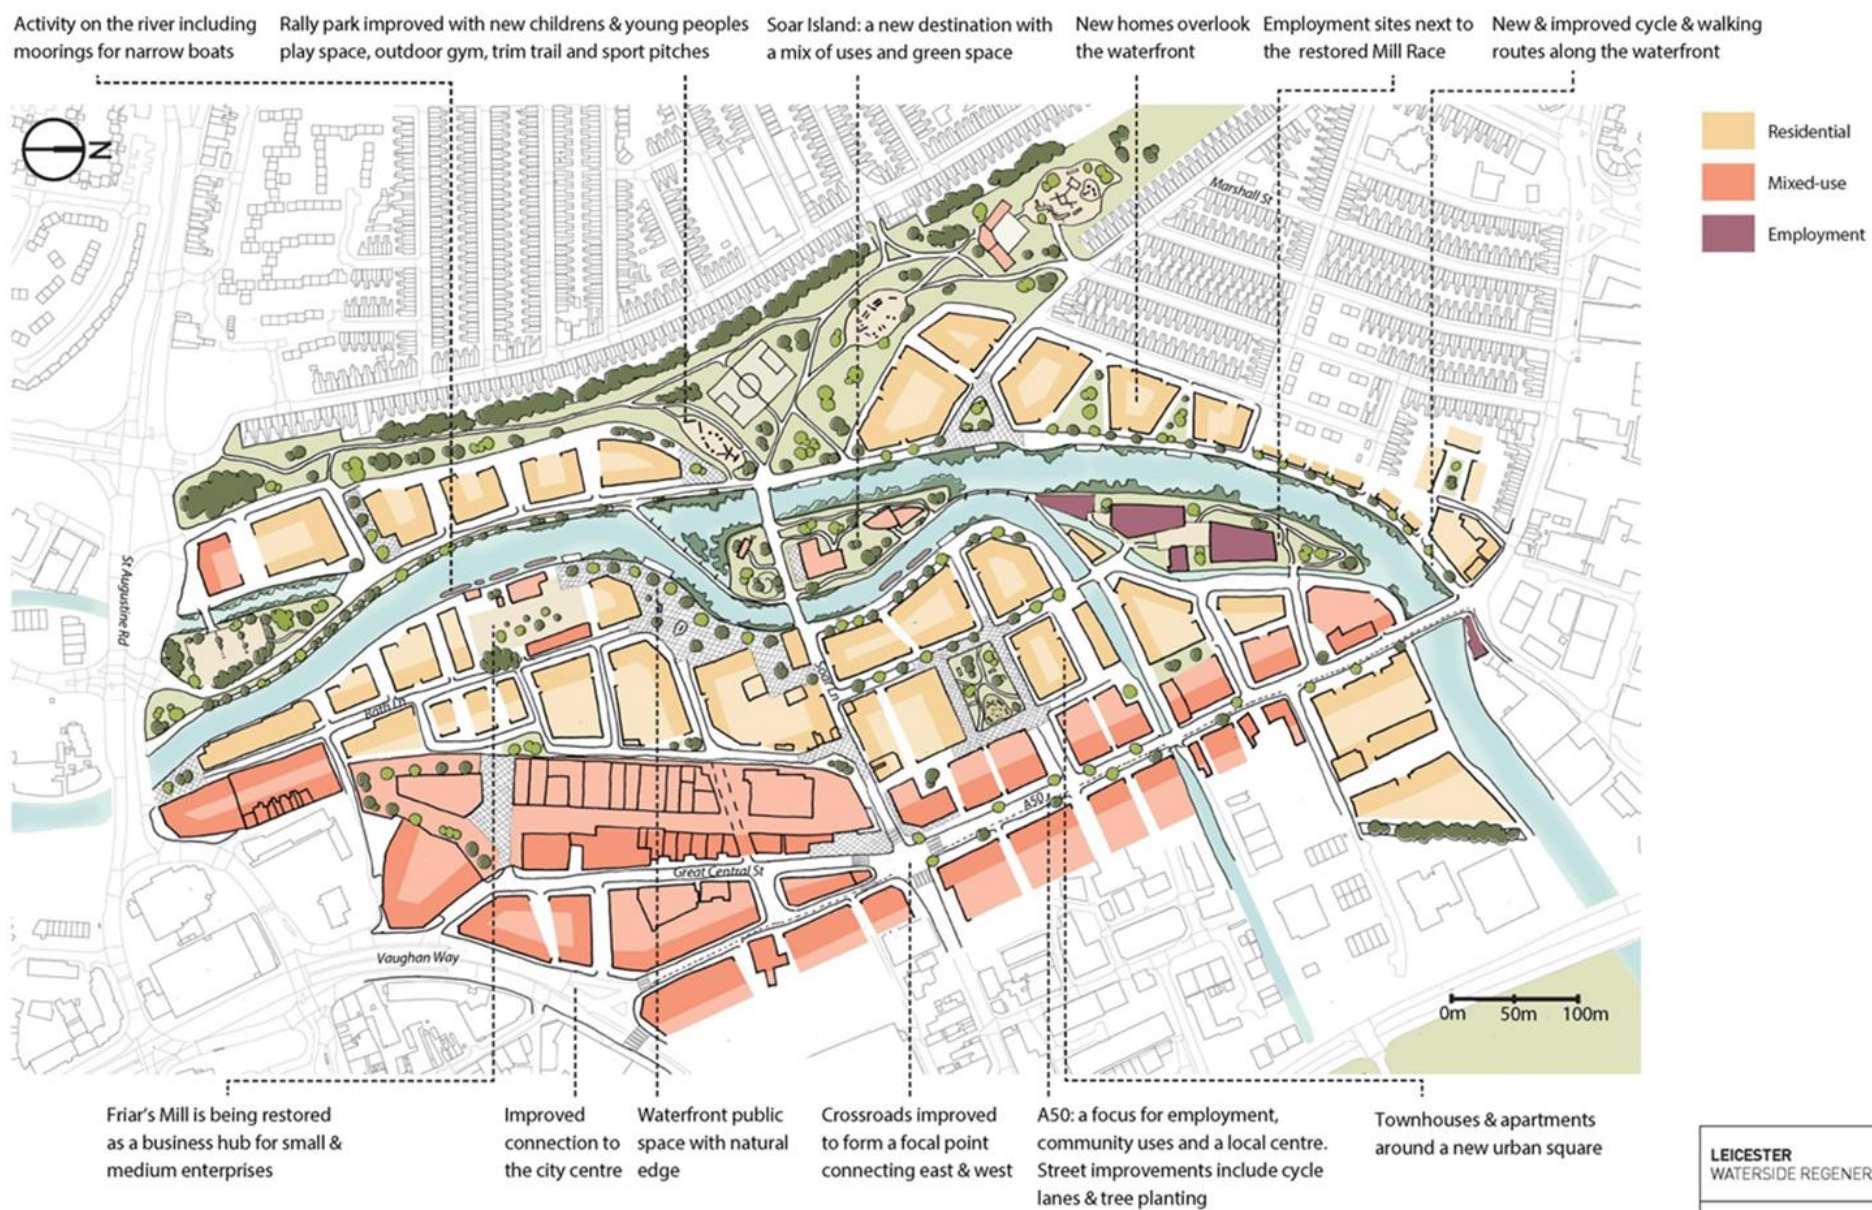 Activity on the river including
moorings for narrow boats
Rally park improved with new childrens & young peoples
play space, outdoor gym, trim trail and sport pitches
Soar Island: a new destination with
a mix of uses and green space
New homes overlook
the waterfront
Employment sites next to
the restored Mill Race
New & improved cycle & walking
routes along the waterfront
N
Residential
Mixed-use
Employment
Marshall St
St Augustine Rd
Bath Ln
Soar Ln
A50
Great Central St
Vaughan Way
0m 50m 100m
Friar's Mill is being restored
as a business hub for small &
medium enterprises
Improved
connection to
the city centre
Waterfront public
space with natural
edge
Crossroads improved
to form a focal point
connecting east & west
A50: a focus for employment,
community uses and a local centre.
Street improvements include cycle
lanes & tree planting
Townhouses & apartments
around a new urban square
LEICESTER
WATERSIDE REGENER